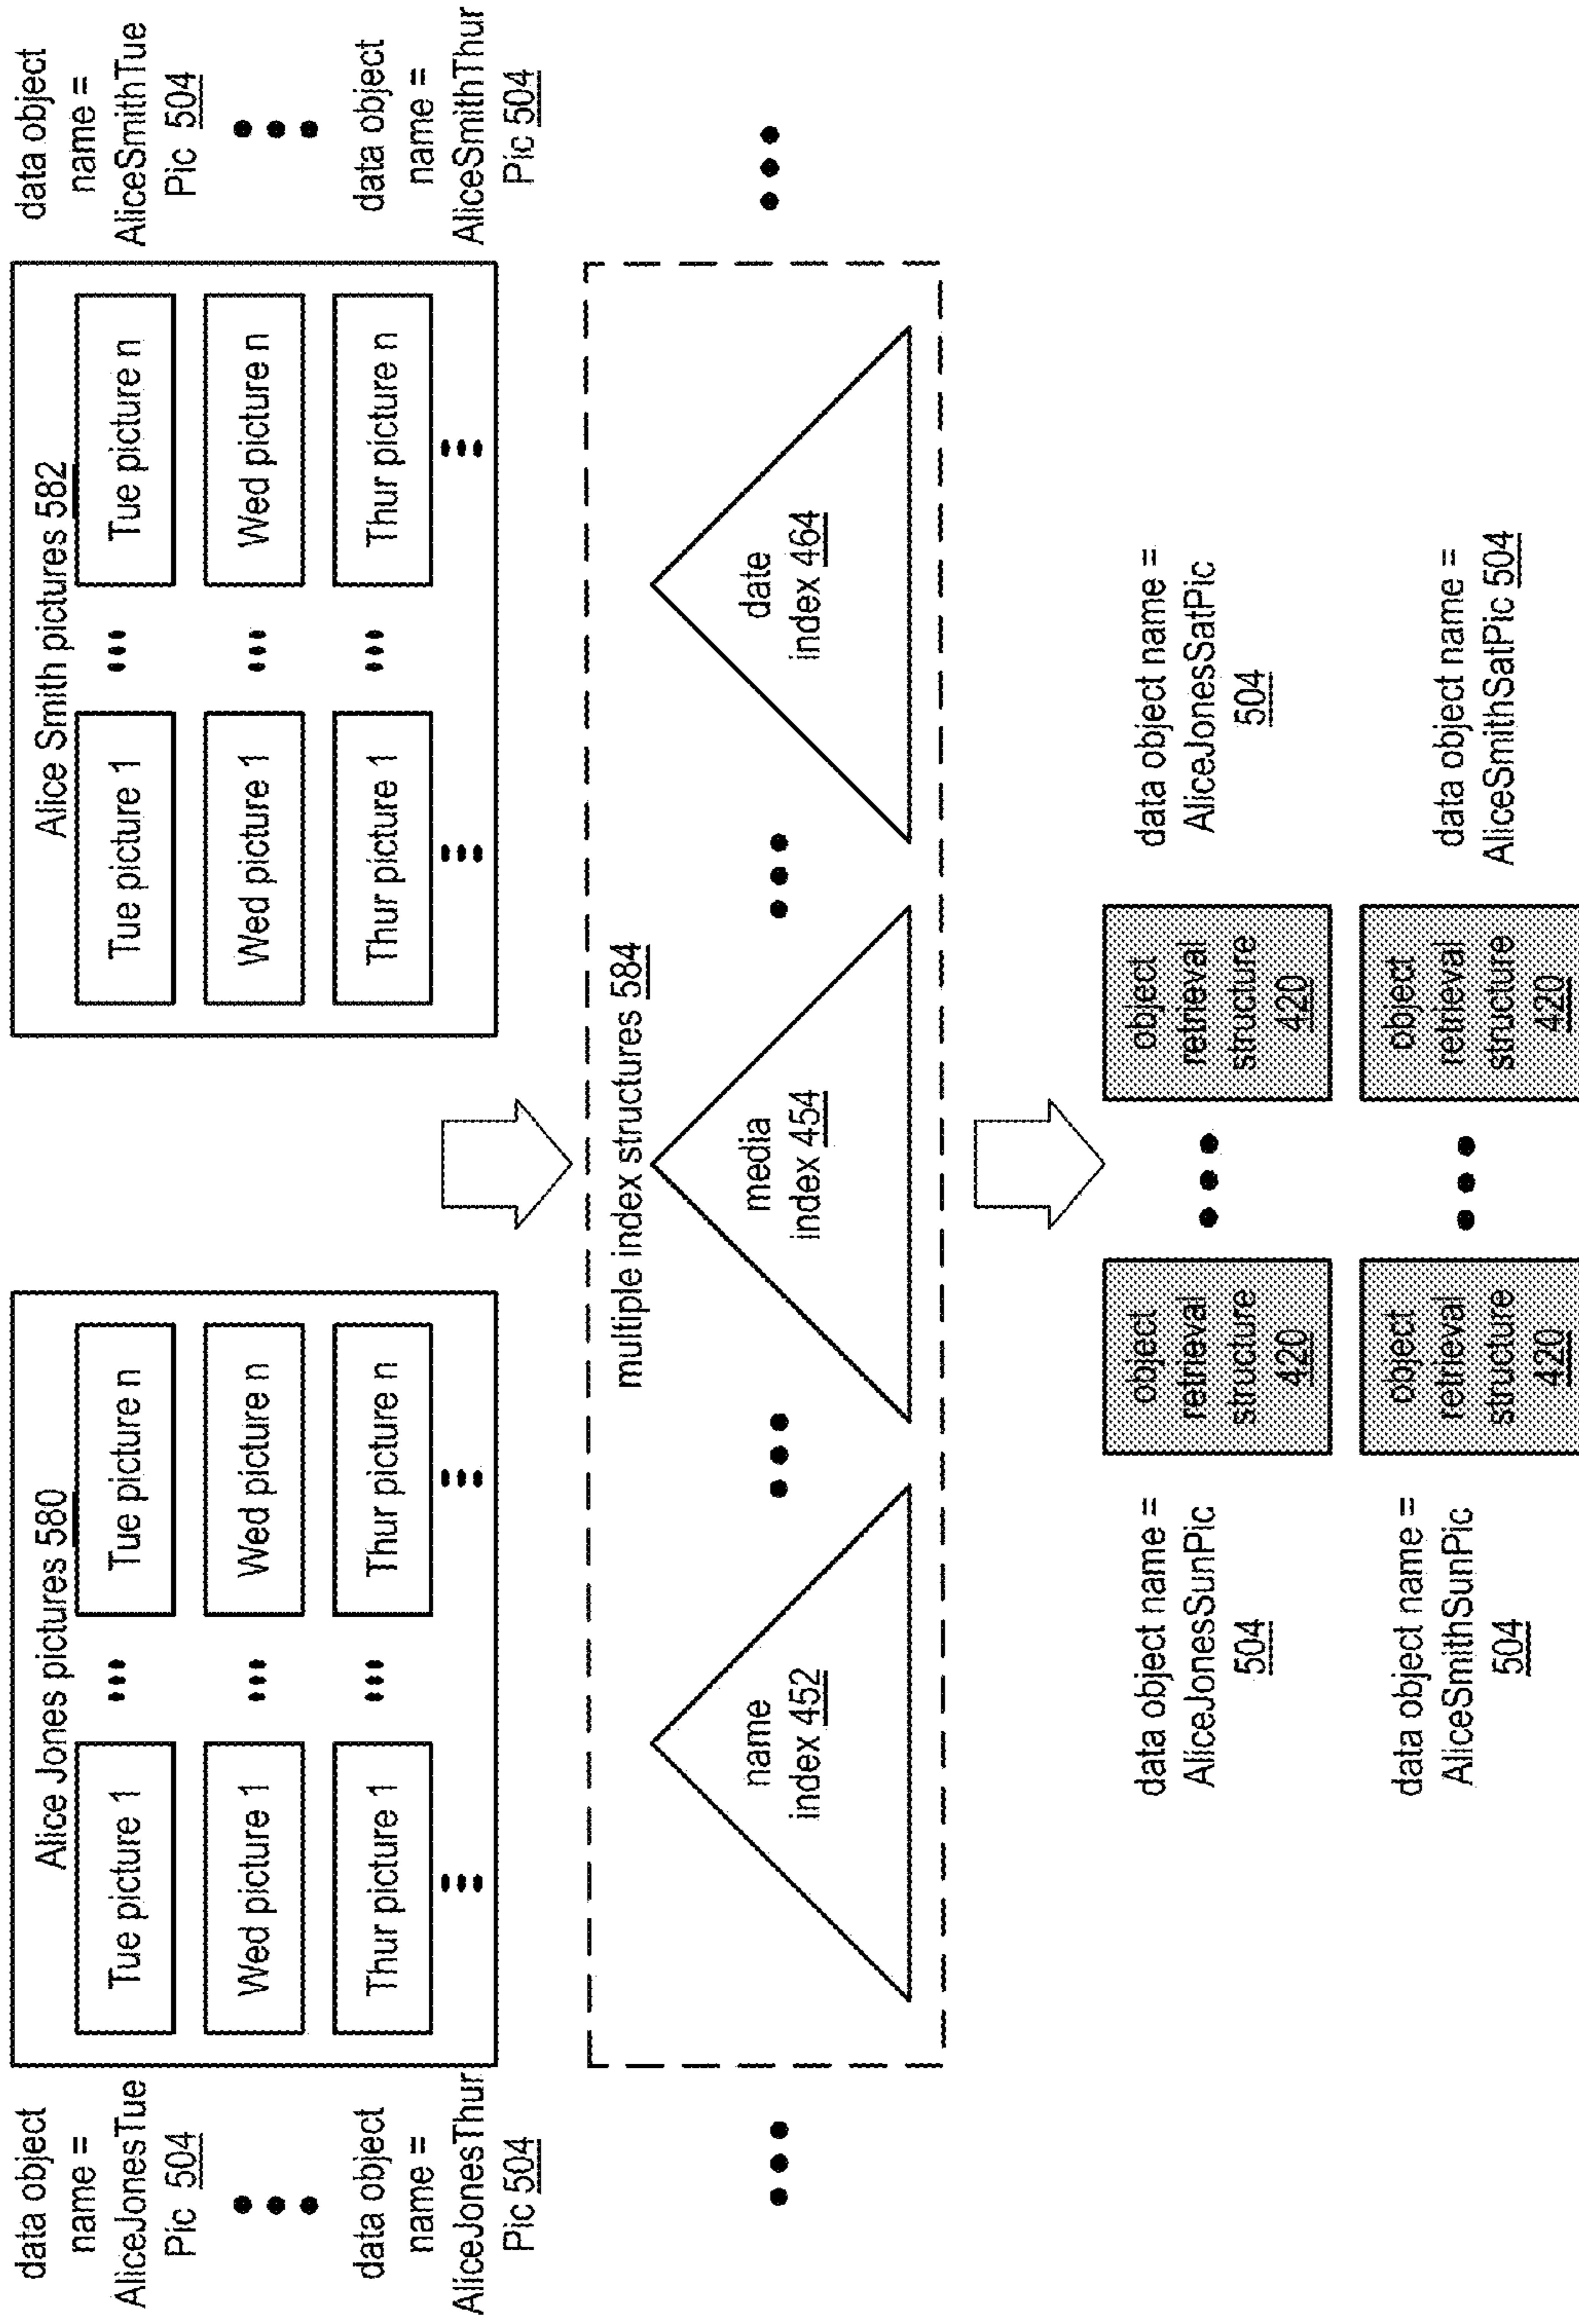 data object
name =
AliceJonesTue
Pic 504
data object
name =
AliceJonesThur
Pic 504
Alice Jones pictures 580
Tue picture 1
Tue picture n
Wed picture 1
Wed picture n
Thur picture 1
Thur picture n
Alice Smith pictures 582
Tue picture 1
Tue picture n
Wed picture 1
Wed picture n
Thur picture 1
Thur picture n
data object
name =
AliceSmithTue
Pic 504
data object
name =
AliceSmithThur
Pic 504
multiple index structures 584
name
index 452
media
index 454
date
index 464
data object name =
AliceJonesSunPic
504
object
retrieval
structure
420
object
retrieval
structure
420
data object name =
AliceJonesSatPic
504
data object name =
AliceSmithSunPic
504
object
retrieval
structure
420
object
retrieval
structure
420
data object name =
AliceSmithSatPic 504